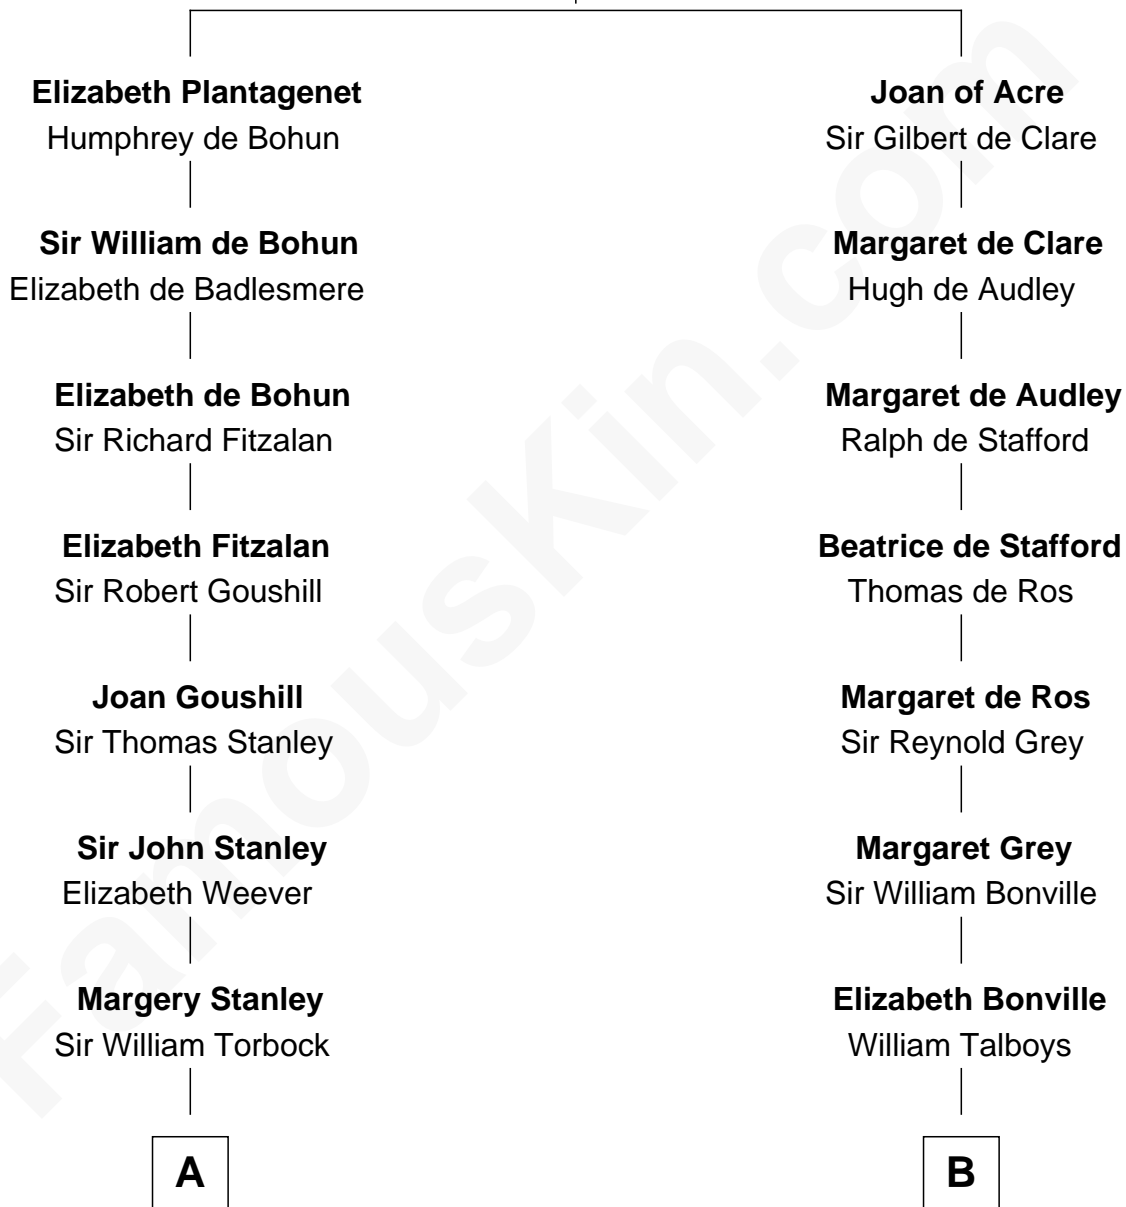 Elizabeth Plantagenet
Humphrey de Bohun
Sir William de Bohun
Elizabeth de Badlesmere
Elizabeth de Bohun
Sir Richard Fitzalan
Elizabeth Fitzalan
Sir Robert Goushill
Joan Goushill
Sir Thomas Stanley
Sir John Stanley
Elizabeth Weever
Margery Stanley
Sir William Torbock
A
Joan of Acre
Sir Gilbert de Clare
Margaret de Clare
Hugh de Audley
Margaret de Audley
Ralph de Stafford
Beatrice de Stafford
Thomas de Ros
Margaret de Ros
Sir Reynold Grey
Margaret Grey
Sir William Bonville
Elizabeth Bonville
William Talboys
B
FamousKin.com